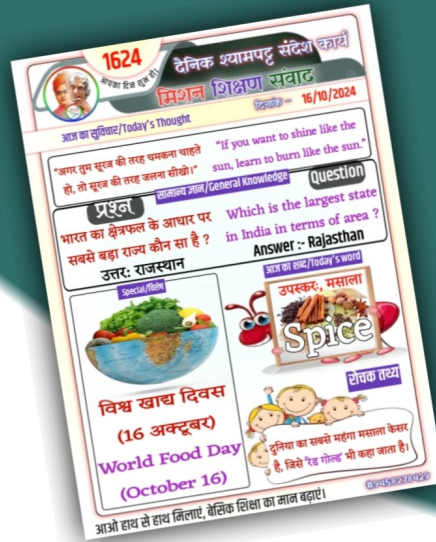 1624
आपका दिन शुभ हो।
दैनिक श्यामपट्ट संदेश कार्य
मिशन शिक्षण संवाद
दिनांक - 16/10/2024
आज का सुविचार/Today's Thought
"अगर तुम सूरज की तरह चमकना चाहते
हो, तो सूरज की तरह जलना सीखो।"
"If you want to shine like the
sun, learn to burn like the sun."
सामान्य ज्ञान/General Knowledge
प्रश्न
भारत का क्षेत्रफल के आधार पर
सबसे बड़ा राज्य कौन सा है ?
उत्तर: राजस्थान
Question
Which is the largest state
in India in terms of area ?
Answer :- Rajasthan
Special/विशेष
विश्व खाद्य दिवस
(16 अक्टूबर)
World Food Day
(October 16)
आज का शब्द/Today's word
उपस्करः, मसाला
Spice
रोचक तथ्य
दुनिया का सबसे महंगा मसाला केसर
है, जिसे 'रेड गोल्ड' भी कहा जाता है।
#9458278429
आओ हाथ से हाथ मिलाएं, बेसिक शिक्षा का मान बढ़ाएं।